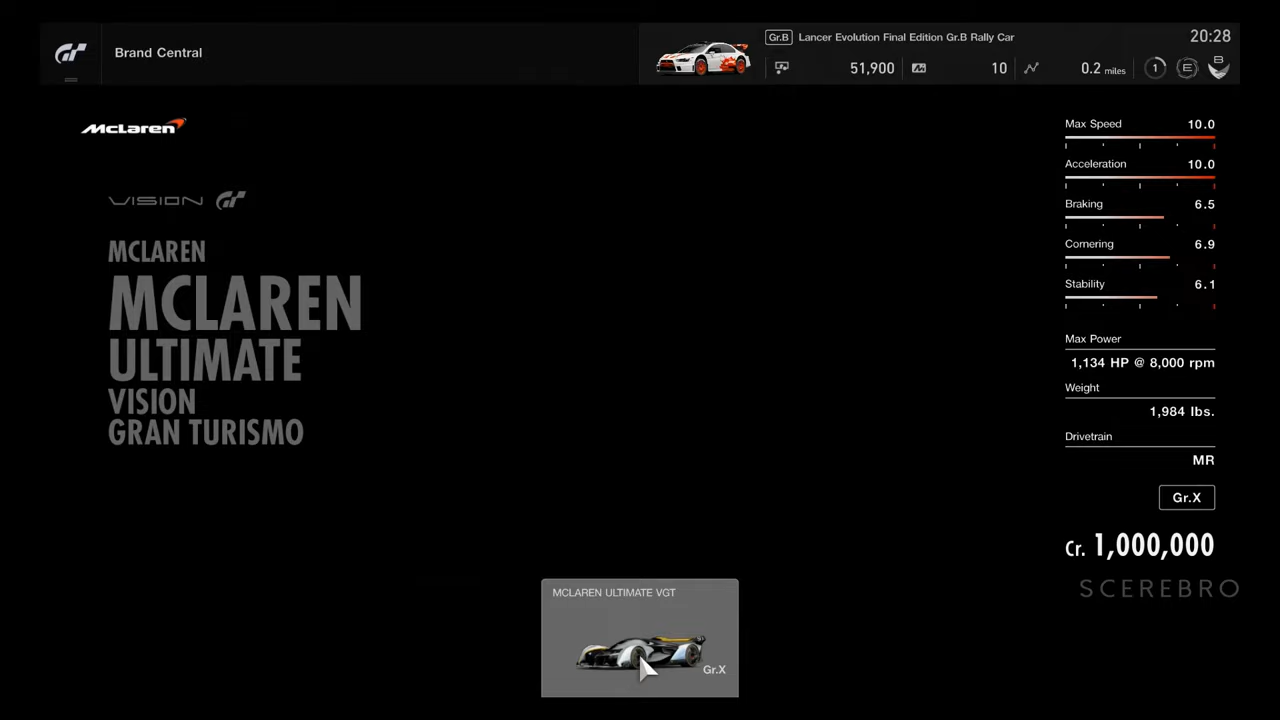 GT
Brand Central
Gr.B Lancer Evolution Final Edition Gr.B Rally Car
20:28
51,900
10
0.2 miles
1
E
B
McLaren
VISION GT
MCLAREN
MCLAREN
ULTIMATE
VISION
GRAN TURISMO
Max Speed 10.0
Acceleration 10.0
Braking 6.5
Cornering 6.9
Stability 6.1
Max Power
1,134 HP @ 8,000 rpm
Weight
1,984 lbs.
Drivetrain
MR
Gr.X
Cr. 1,000,000
SCEREBRO
MCLAREN ULTIMATE VGT
Gr.X